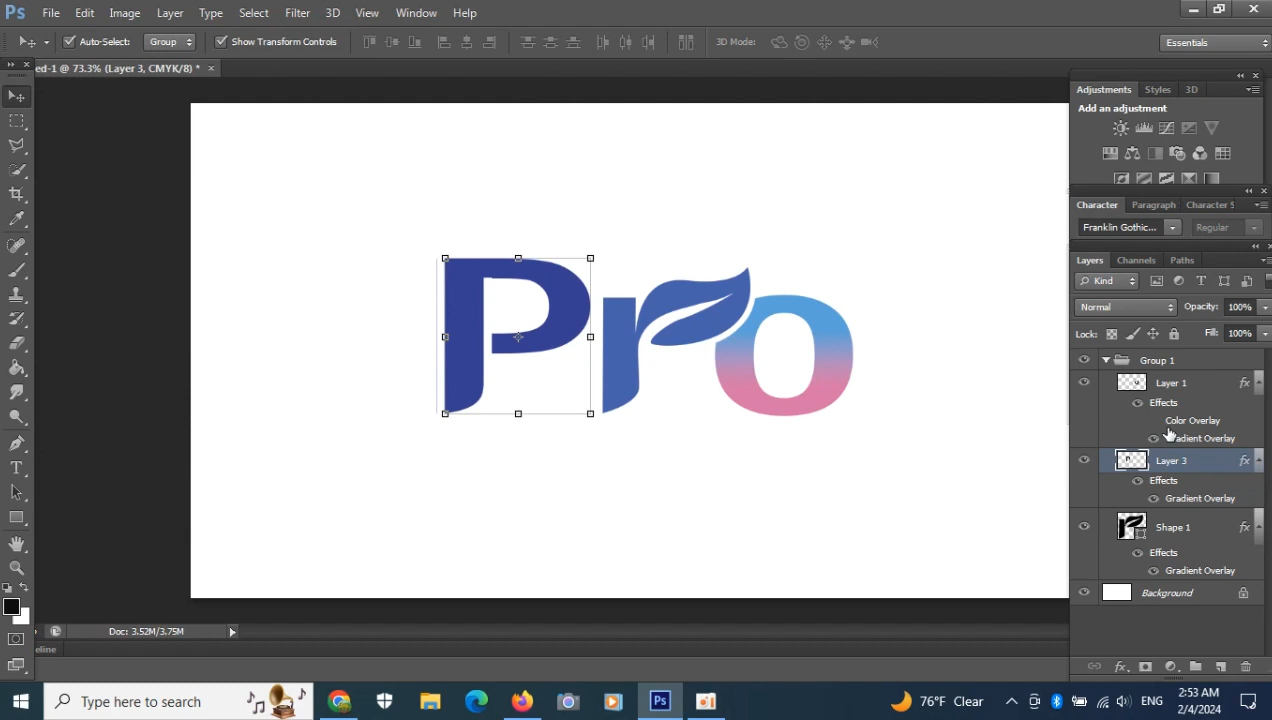 Ps File Edit Image Layer Type Select Filter 3D View Window Help
Auto-Select: Group Show Transform Controls 3D Mode: Essentials
ed-1 @ 73.3% (Layer 3, CMYK/8) * ×
Adjustments Styles 3D
Add an adjustment
Character Paragraph Character S
Franklin Gothic... Regular
Layers Channels Paths
Kind
Normal Opacity: 100%
Lock: Fill: 100%
Group 1
Layer 1 fx
Effects
Color Overlay
Gradient Overlay
Layer 3 fx
Effects
Gradient Overlay
Shape 1 fx
Effects
Gradient Overlay
Background
Pro
Doc: 3.52M/3.75M
eline
Type here to search
Ps
76°F Clear
ENG
2:53 AM
2/4/2024